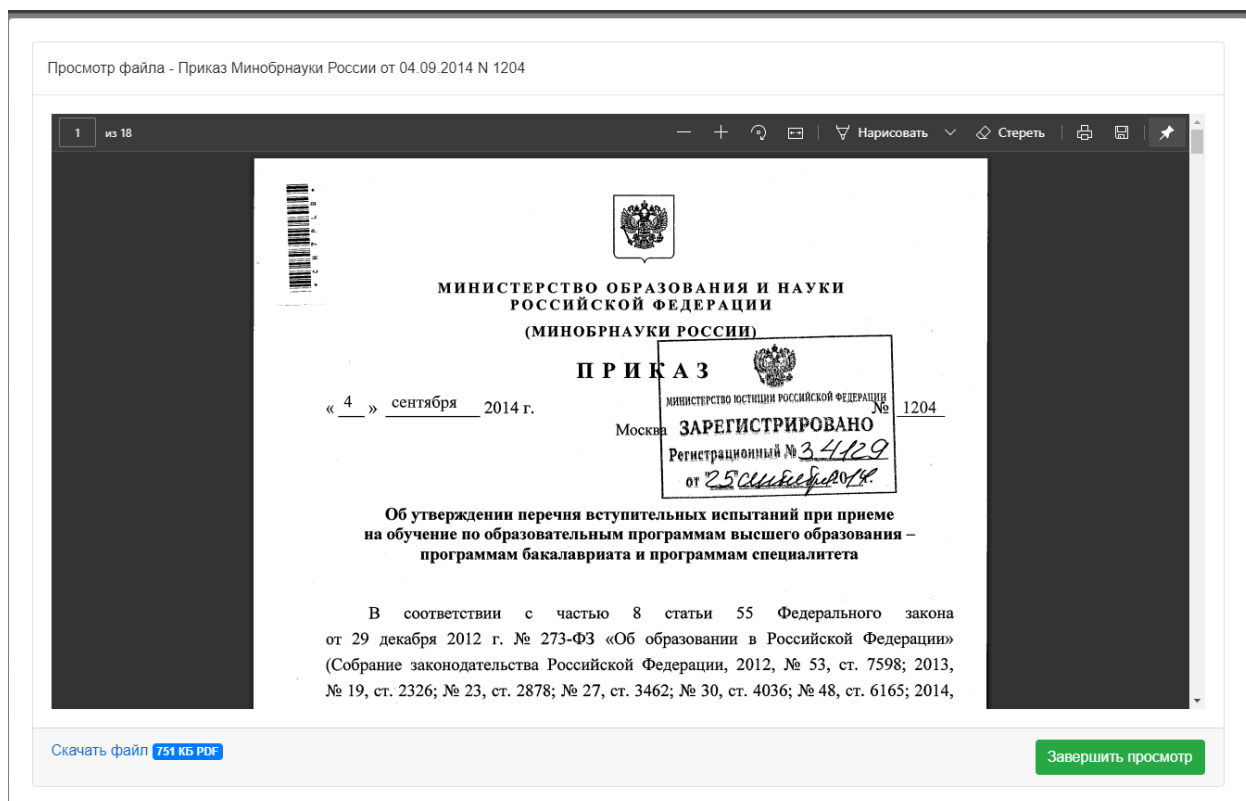 Просмотр файла - Приказ Минобрнауки России от 04.09.2014 N 1204
1 из 18
Нарисовать
Стереть
МИНИСТЕРСТВО ОБРАЗОВАНИЯ И НАУКИ
РОССИЙСКОЙ ФЕДЕРАЦИИ
(МИНОБРНАУКИ РОССИИ)
ПРИКАЗ
« 4 » сентября 2014 г.
№ 1204
Москва
МИНИСТЕРСТВО ЮСТИЦИИ РОССИЙСКОЙ ФЕДЕРАЦИИ
ЗАРЕГИСТРИРОВАНО
Регистрационный № 34129
от "25" сентября 2014.
Об утверждении перечня вступительных испытаний при приеме
на обучение по образовательным программам высшего образования –
программам бакалавриата и программам специалитета
В соответствии с частью 8 статьи 55 Федерального закона
от 29 декабря 2012 г. № 273-ФЗ «Об образовании в Российской Федерации»
(Собрание законодательства Российской Федерации, 2012, № 53, ст. 7598; 2013,
№ 19, ст. 2326; № 23, ст. 2878; № 27, ст. 3462; № 30, ст. 4036; № 48, ст. 6165; 2014,
Скачать файл 751 КБ PDF
Завершить просмотр